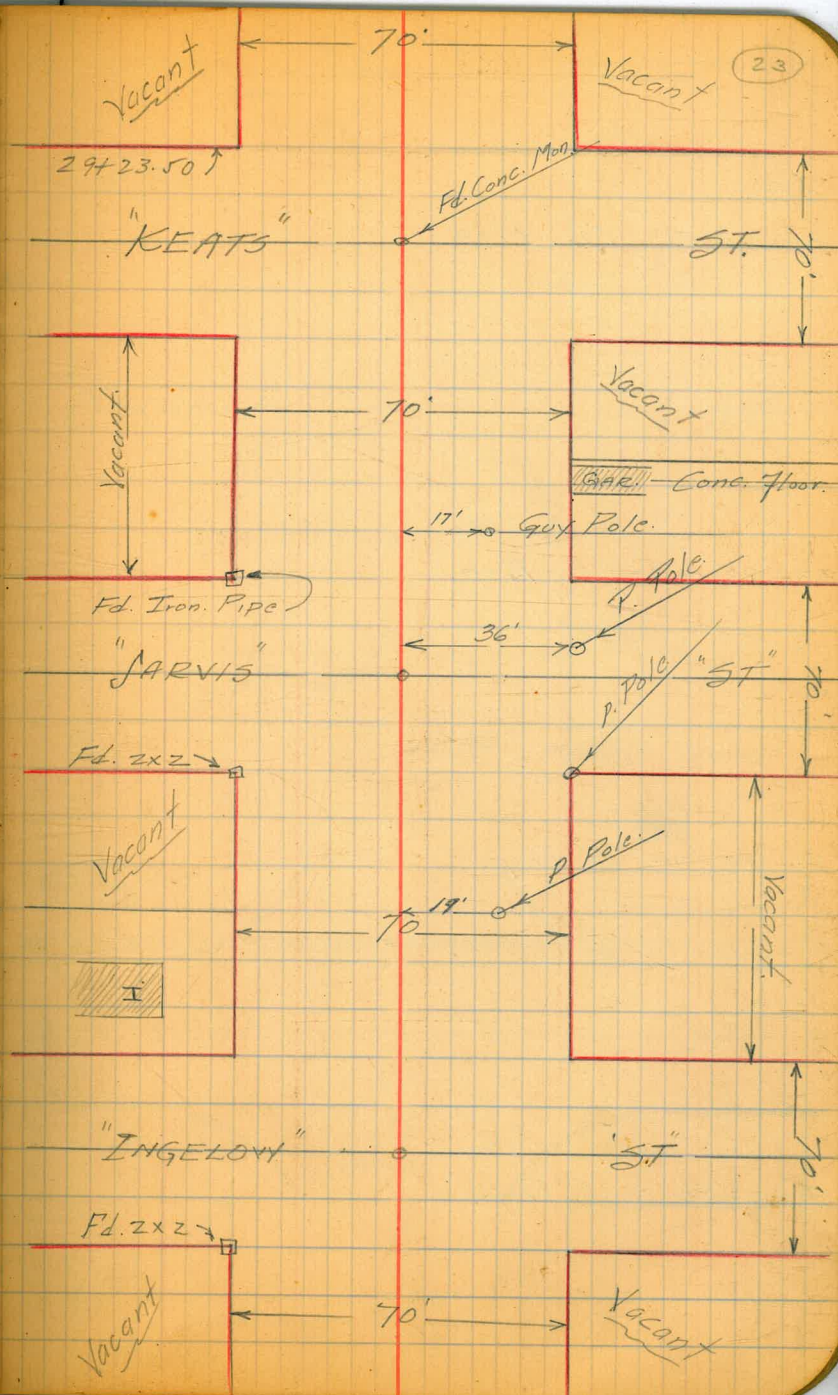 70'
23
Vacant
Vacant
29+23.50
Fd. Conc. Mon.
"KEATS" ST.
70'
Vacant
Vacant
70'
GAR. Conc. Floor.
17' Guy Pole.
P. Pole.
Fd. Iron. Pipe
36'
"JARVIS" "ST"
70'
P. Pole
Fd. 2x2
Vacant
P. Pole.
19'
70
Vacant.
I
"INGELOW" "S.T"
70'
Fd. 2x2
70'
Vacant
Vacant